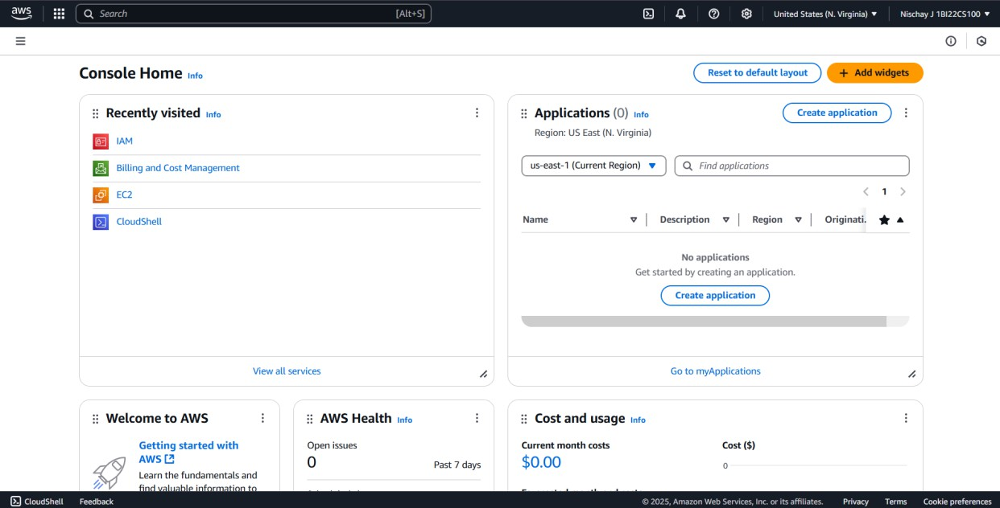 aws
Search [Alt+S]
United States (N. Virginia)
Nischay J 1BI22CS100
Console Home Info
Reset to default layout
Add widgets
Recently visited Info
IAM
Billing and Cost Management
EC2
CloudShell
View all services
Applications (0) Info
Create application
Region: US East (N. Virginia)
us-east-1 (Current Region)
Find applications
1
Name Description Region Originati.
No applications
Get started by creating an application.
Create application
Go to myApplications
Welcome to AWS
Getting started with
AWS
Learn the fundamentals and
find valuable information to
AWS Health Info
Open issues
0
Past 7 days
Cost and usage Info
Current month costs
$0.00
Cost ($)
0
CloudShell
Feedback
© 2025, Amazon Web Services, Inc. or its affiliates.
Privacy
Terms
Cookie preferences